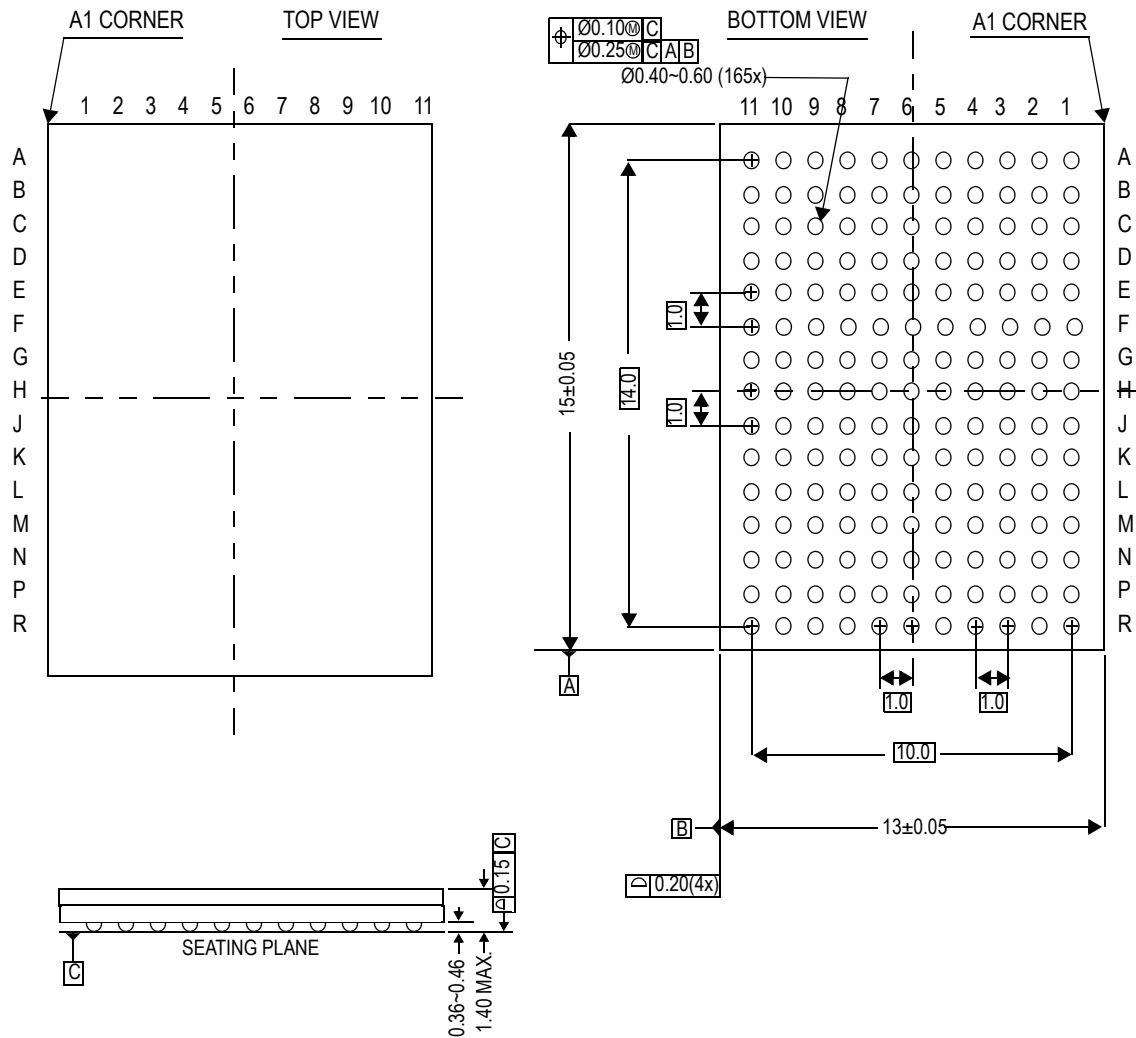 A1 CORNER
TOP VIEW
BOTTOM VIEW
A1 CORNER
Ø0.10Ⓜ C
Ø0.25Ⓜ C A B
Ø0.40~0.60 (165x)
1 2 3 4 5 6 7 8 9 10 11
11 10 9 8 7 6 5 4 3 2 1
A
B
C
D
E
F
G
H
J
K
L
M
N
P
R
A
B
C
D
E
F
G
H
J
K
L
M
N
P
R
15±0.05
14.0
1.0
1.0
A
1.0
1.0
10.0
B
13±0.05
0.20(4x)
0.15 C
SEATING PLANE
C
0.36~0.46
1.40 MAX.